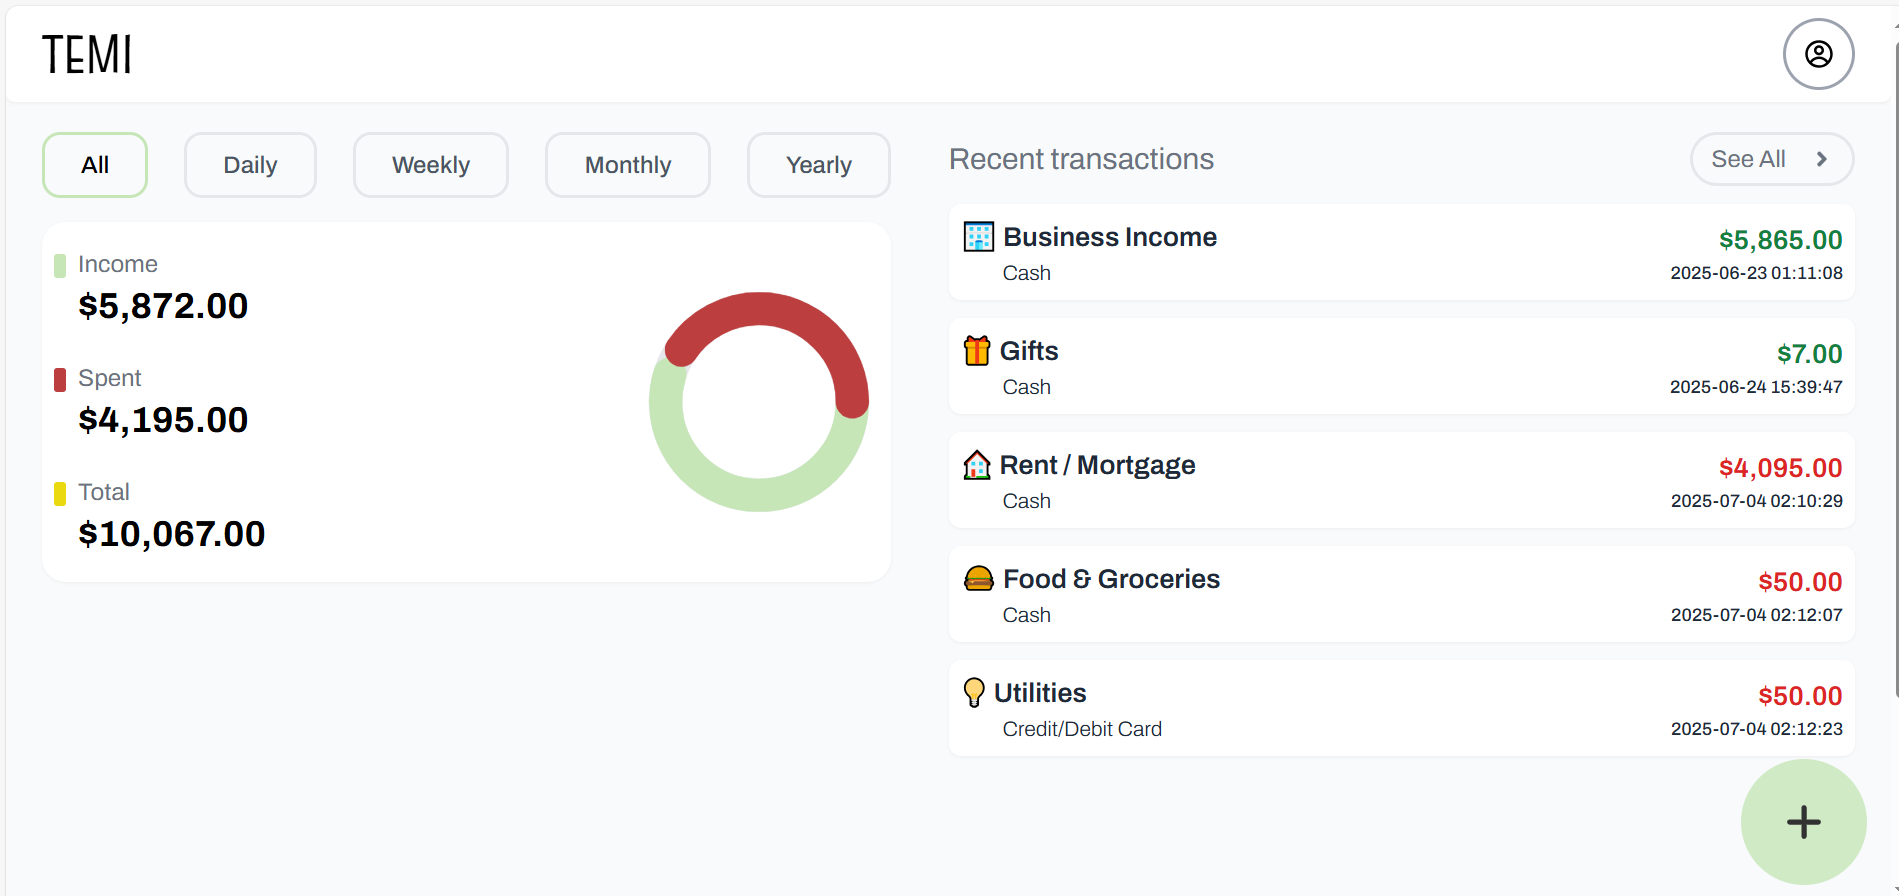 TEMI
All
Daily
Weekly
Monthly
Yearly
Income
$5,872.00
Spent
$4,195.00
Total
$10,067.00
Recent transactions
See All
Business Income
$5,865.00
Cash
2025-06-23 01:11:08
Gifts
$7.00
Cash
2025-06-24 15:39:47
Rent / Mortgage
$4,095.00
Cash
2025-07-04 02:10:29
Food & Groceries
$50.00
Cash
2025-07-04 02:12:07
Utilities
$50.00
Credit/Debit Card
2025-07-04 02:12:23